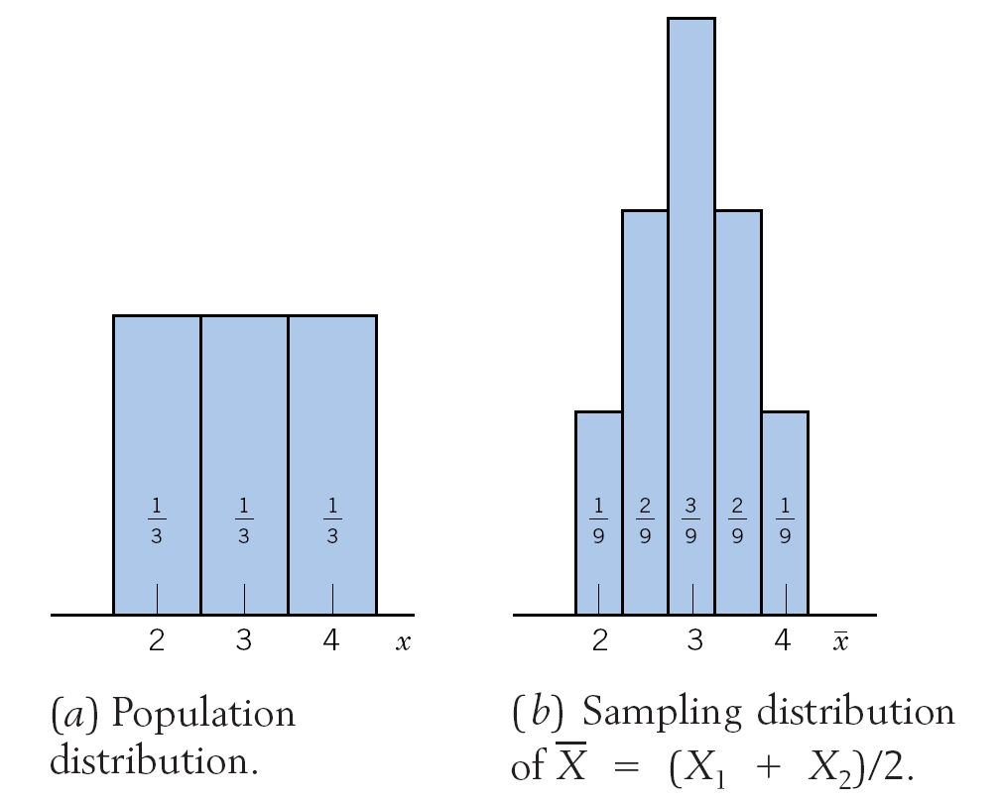 1/3 1/3 1/3
2 3 4 x
(a) Population
distribution.
1/9 2/9 3/9 2/9 1/9
2 3 4 x̄
(b) Sampling distribution
of X̄ = (X₁ + X₂)/2.